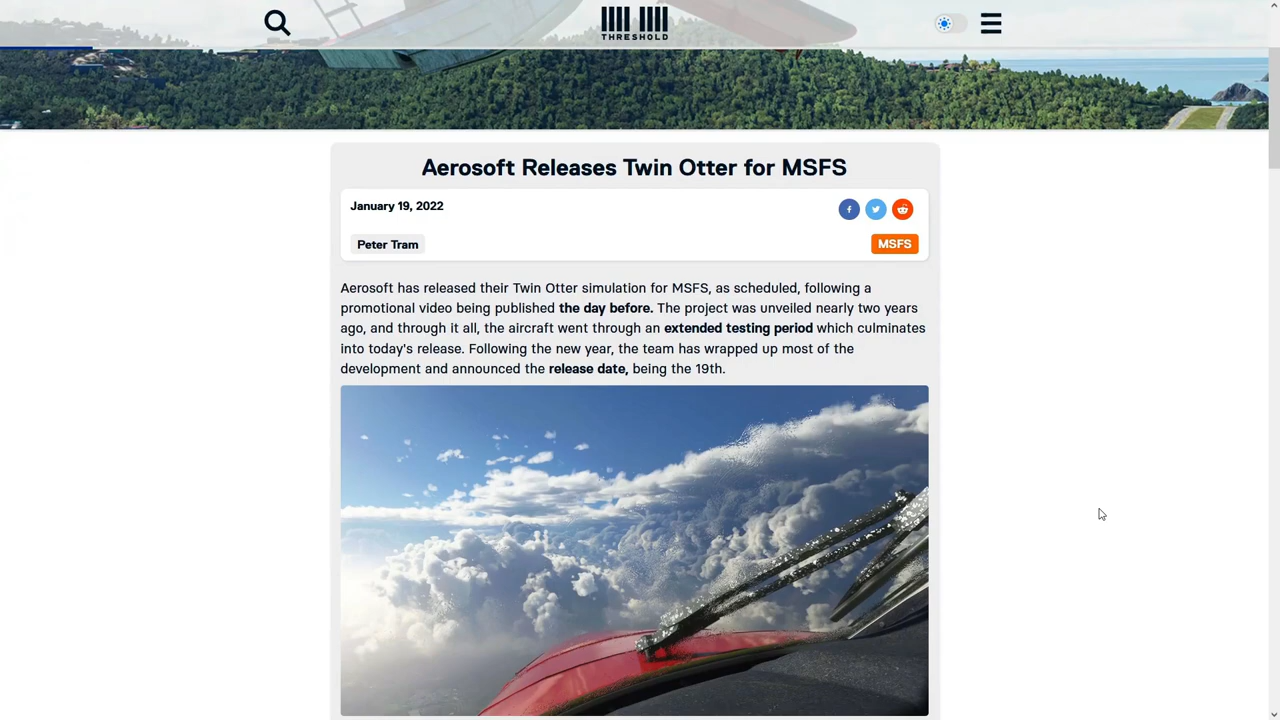 THRESHOLD
Aerosoft Releases Twin Otter for MSFS
January 19, 2022
Peter Tram
MSFS
Aerosoft has released their Twin Otter simulation for MSFS, as scheduled, following a
promotional video being published the day before. The project was unveiled nearly two years
ago, and through it all, the aircraft went through an extended testing period which culminates
into today's release. Following the new year, the team has wrapped up most of the
development and announced the release date, being the 19th.